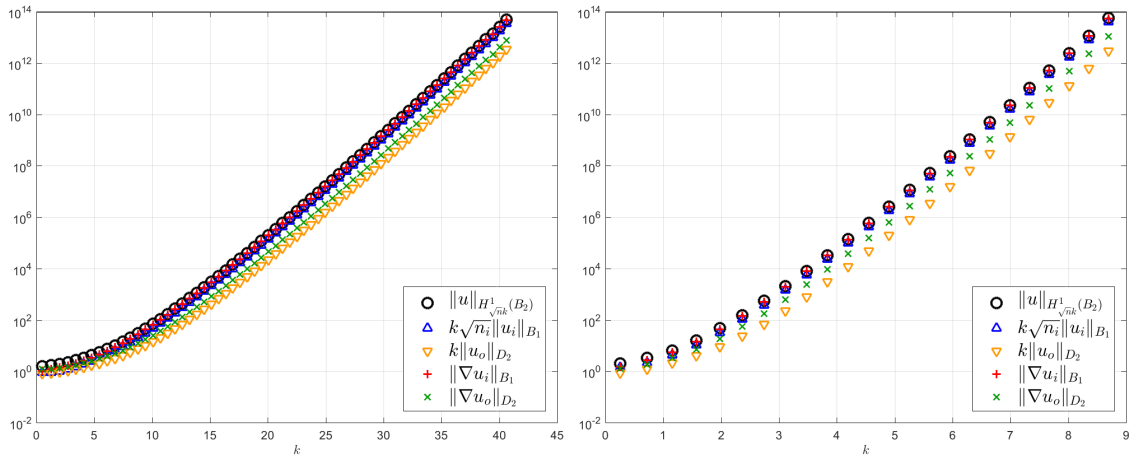 10^14
10^12
10^10
10^8
10^6
10^4
10^2
10^0
10^-2
0 5 10 15 20 25 30 35 40 45
k
‖u‖_{H^1_{√n k}(B_2)}
k√n_i‖u_i‖_{B_1}
k‖u_o‖_{D_2}
‖∇u_i‖_{B_1}
‖∇u_o‖_{D_2}
10^14
10^12
10^10
10^8
10^6
10^4
10^2
10^0
10^-2
0 1 2 3 4 5 6 7 8 9
k
‖u‖_{H^1_{√n k}(B_2)}
k√n_i‖u_i‖_{B_1}
k‖u_o‖_{D_2}
‖∇u_i‖_{B_1}
‖∇u_o‖_{D_2}